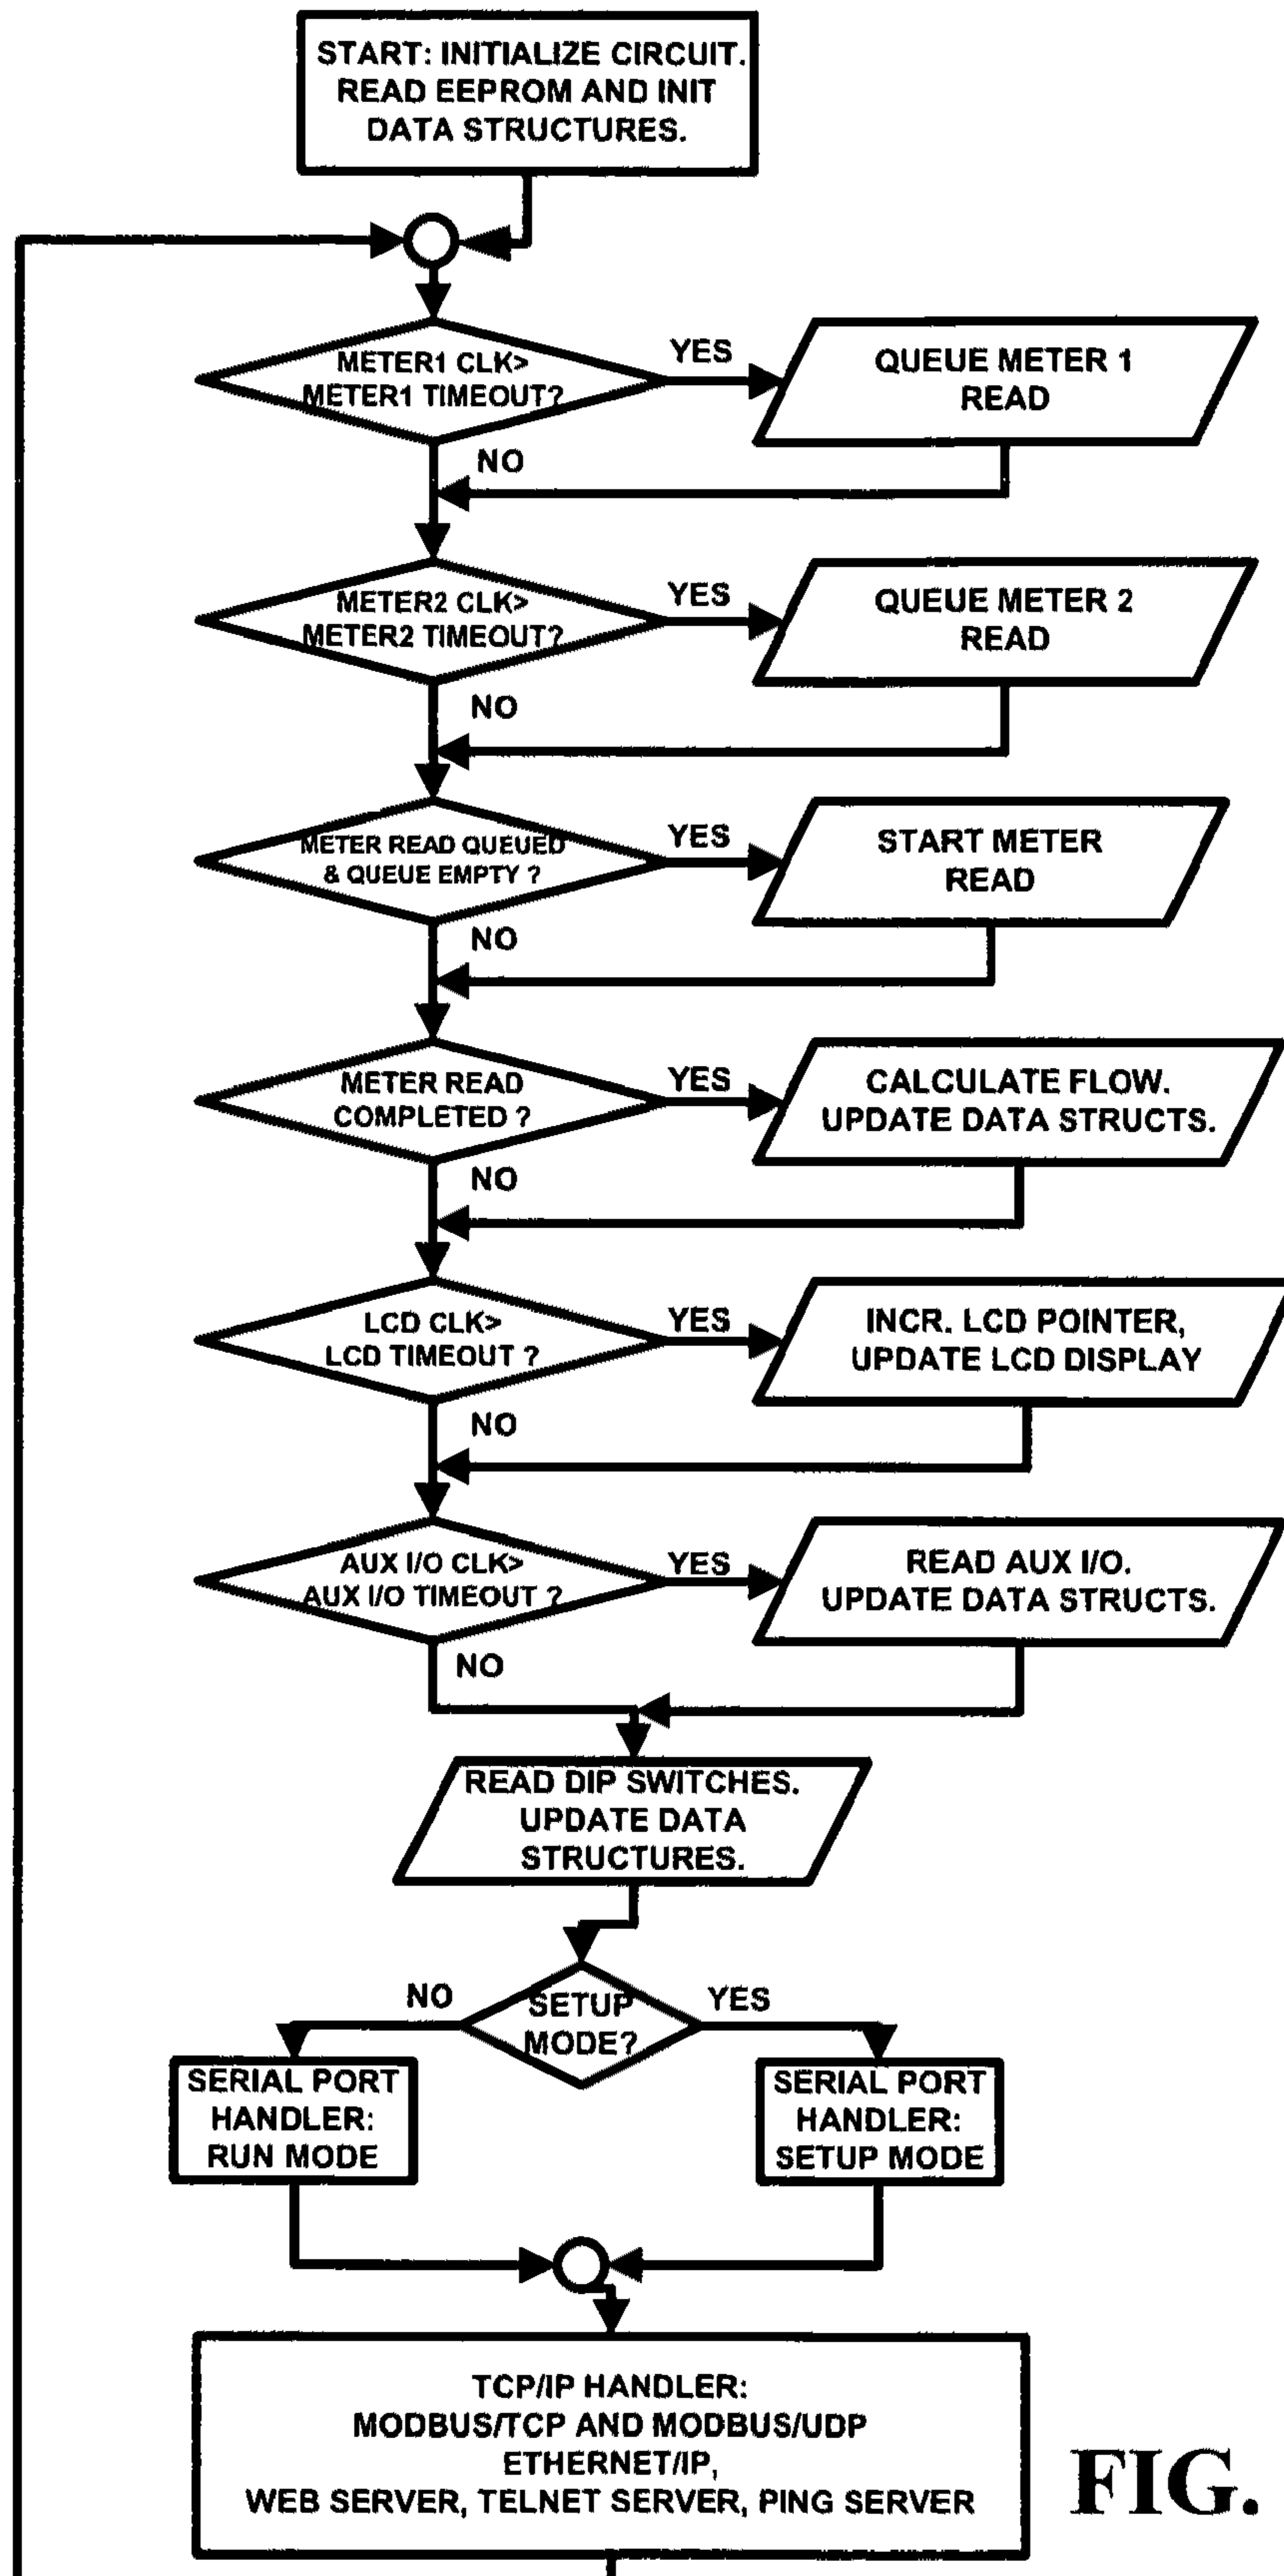 START: INITIALIZE CIRCUIT.
READ EEPROM AND INIT
DATA STRUCTURES.
METER1 CLK>
METER1 TIMEOUT?
YES
QUEUE METER 1
READ
NO
METER2 CLK>
METER2 TIMEOUT?
YES
QUEUE METER 2
READ
NO
METER READ QUEUED
& QUEUE EMPTY ?
YES
START METER
READ
NO
METER READ
COMPLETED ?
YES
CALCULATE FLOW.
UPDATE DATA STRUCTS.
NO
LCD CLK>
LCD TIMEOUT ?
YES
INCR. LCD POINTER,
UPDATE LCD DISPLAY
NO
AUX I/O CLK>
AUX I/O TIMEOUT ?
YES
READ AUX I/O.
UPDATE DATA STRUCTS.
NO
READ DIP SWITCHES.
UPDATE DATA
STRUCTURES.
SETUP
MODE?
NO
YES
SERIAL PORT
HANDLER:
RUN MODE
SERIAL PORT
HANDLER:
SETUP MODE
TCP/IP HANDLER:
MODBUS/TCP AND MODBUS/UDP
ETHERNET/IP,
WEB SERVER, TELNET SERVER, PING SERVER
FIG.